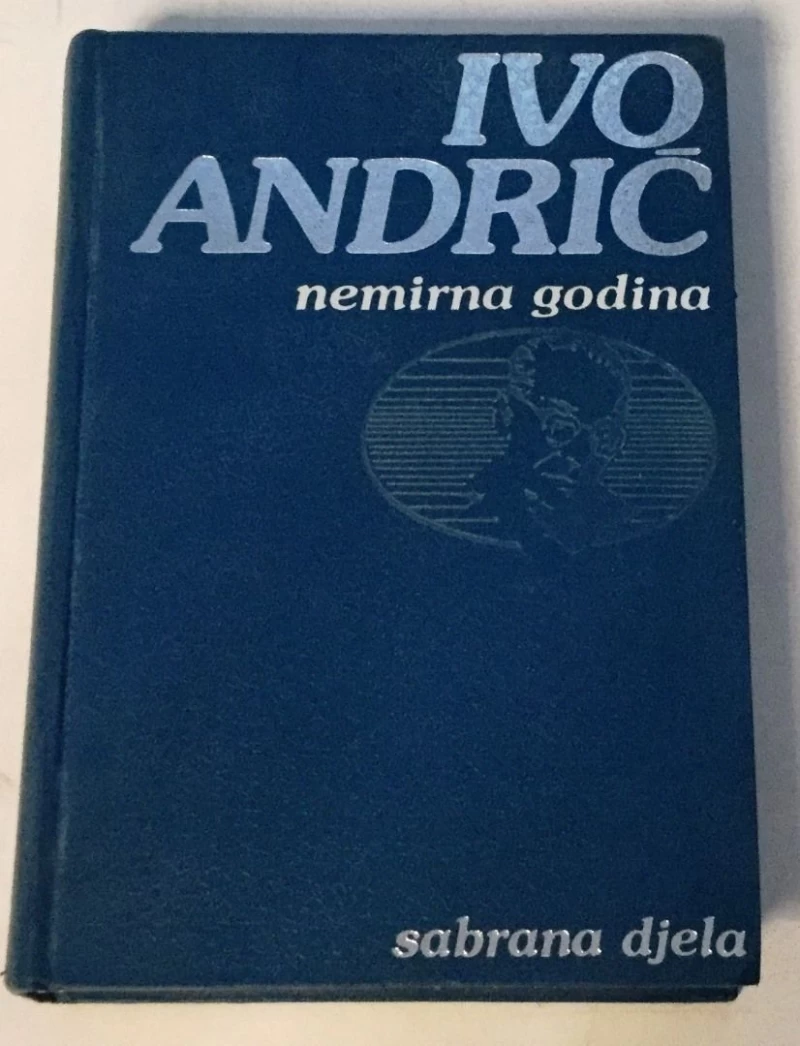 IVO
ANDRIĆ
nemirna godina
sabrana djela